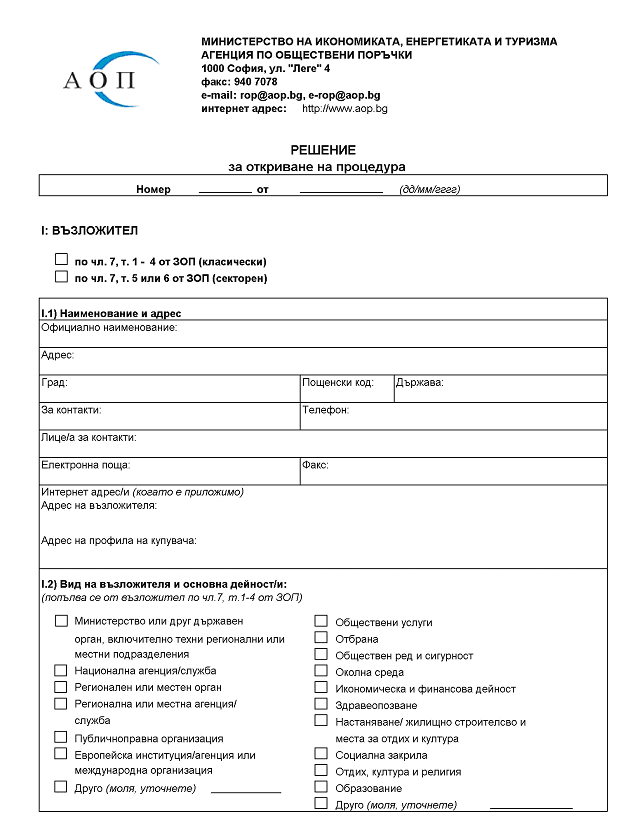 АОП
МИНИСТЕРСТВО НА ИКОНОМИКАТА, ЕНЕРГЕТИКАТА И ТУРИЗМА
АГЕНЦИЯ ПО ОБЩЕСТВЕНИ ПОРЪЧКИ
1000 София, ул. "Леге" 4
факс: 940 7078
e-mail: rop@aop.bg, e-rop@aop.bg
интернет адрес: http://www.aop.bg
РЕШЕНИЕ
за откриване на процедура
Номер ________ от ____________ (дд/мм/гггг)
I: ВЪЗЛОЖИТЕЛ
по чл. 7, т. 1 - 4 от ЗОП (класически)
по чл. 7, т. 5 или 6 от ЗОП (секторен)
I.1) Наименование и адрес
Официално наименование:
Адрес:
Град: Пощенски код: Държава:
За контакти: Телефон:
Лице/а за контакти:
Електронна поща: Факс:
Интернет адрес/и (когато е приложимо)
Адрес на възложителя:
Адрес на профила на купувача:
I.2) Вид на възложителя и основна дейност/и:
(попълва се от възложител по чл.7, т.1-4 от ЗОП)
Министерство или друг държавен
орган, включително техни регионални или
местни подразделения
Национална агенция/служба
Регионален или местен орган
Регионална или местна агенция/
служба
Публичноправна организация
Европейска институция/агенция или
международна организация
Друго (моля, уточнете) ____________
Обществени услуги
Отбрана
Обществен ред и сигурност
Околна среда
Икономическа и финансова дейност
Здравеопозване
Настаняване/ жилищно строителсво и
места за отдих и култура
Социална закрила
Отдих, култура и религия
Образование
Друго (моля, уточнете) ____________